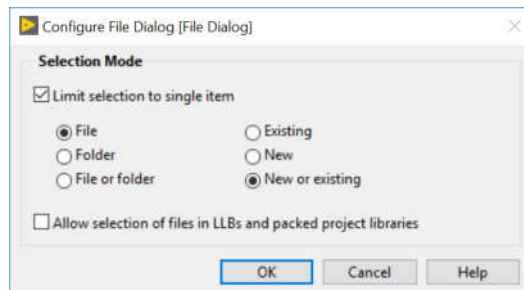 Configure File Dialog [File Dialog]
Selection Mode
Limit selection to single item
File
Existing
Folder
New
File or folder
New or existing
Allow selection of files in LLBs and packed project libraries
OK
Cancel
Help